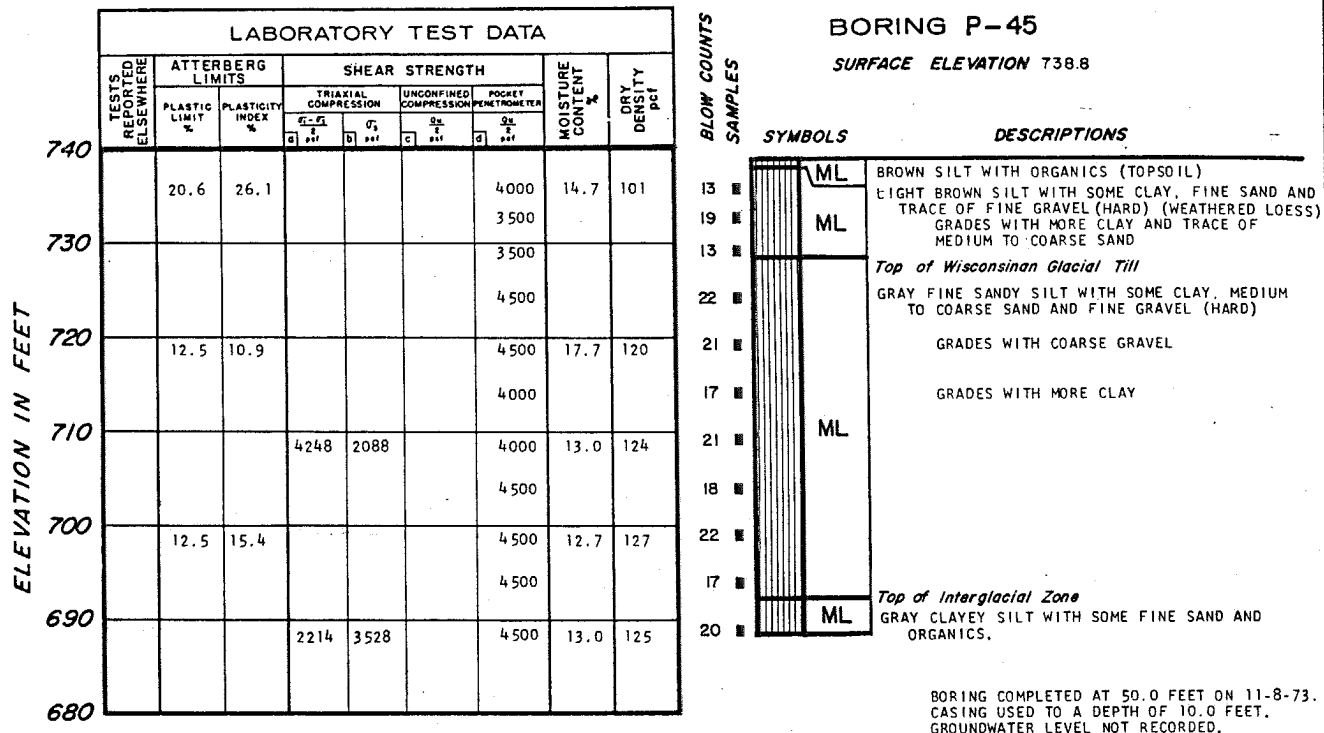 LABORATORY TEST DATA
TESTS REPORTED ELSEWHERE
ATTERBERG LIMITS
SHEAR STRENGTH
MOISTURE CONTENT %
DRY DENSITY pcf
PLASTIC LIMIT %
PLASTICITY INDEX %
TRIAXIAL COMPRESSION
UNCONFINED COMPRESSION
POCKET PENETROMETER
a psf
b psf
c psf
d psf
ELEVATION IN FEET
740
20.6 26.1 4000 14.7 101
3500
730
3500
4500
720
12.5 10.9 4500 17.7 120
4000
710
4248 2088 4000 13.0 124
4500
700
12.5 15.4 4500 12.7 127
4500
690
2214 3528 4500 13.0 125
680
BORING P-45
SURFACE ELEVATION 738.8
BLOW COUNTS
SAMPLES
SYMBOLS
DESCRIPTIONS
ML BROWN SILT WITH ORGANICS (TOPSOIL)
13 LIGHT BROWN SILT WITH SOME CLAY, FINE SAND AND
TRACE OF FINE GRAVEL (HARD) (WEATHERED LOESS)
19 ML GRADES WITH MORE CLAY AND TRACE OF
MEDIUM TO COARSE SAND
13
Top of Wisconsinan Glacial Till
22 GRAY FINE SANDY SILT WITH SOME CLAY, MEDIUM
TO COARSE SAND AND FINE GRAVEL (HARD)
21 GRADES WITH COARSE GRAVEL
17 GRADES WITH MORE CLAY
ML
21
18
22
17
Top of Interglacial Zone
ML GRAY CLAYEY SILT WITH SOME FINE SAND AND
20 ORGANICS.
BORING COMPLETED AT 50.0 FEET ON 11-8-73.
CASING USED TO A DEPTH OF 10.0 FEET.
GROUNDWATER LEVEL NOT RECORDED.